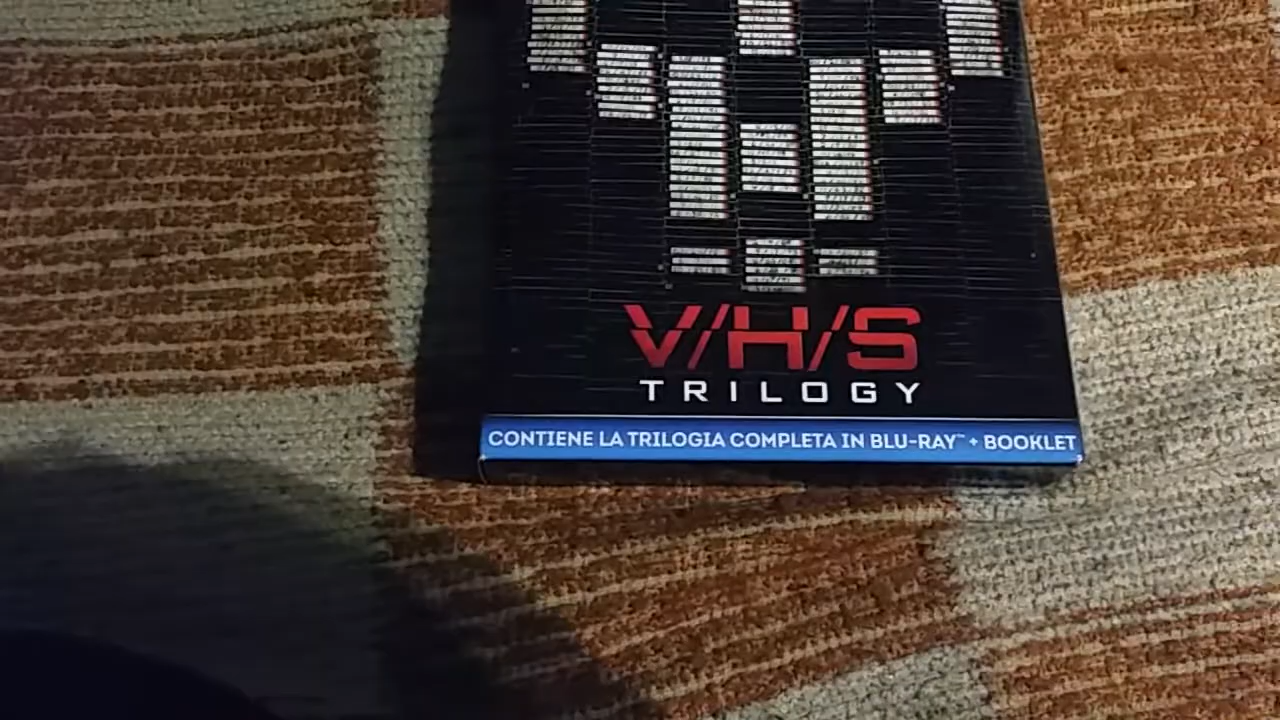 V/H/S
TRILOGY
CONTIENE LA TRILOGIA COMPLETA IN BLU-RAY™ + BOOKLET